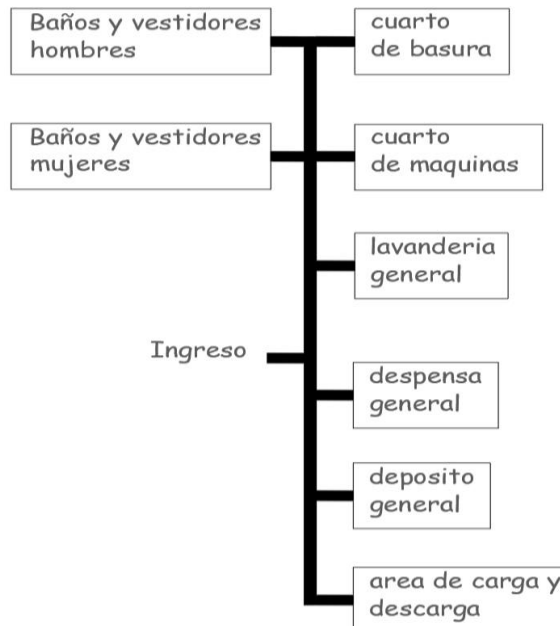 Baños y vestidores
hombres
cuarto
de basura
Baños y vestidores
mujeres
cuarto
de maquinas
lavanderia
general
Ingreso
despensa
general
deposito
general
area de carga y
descarga